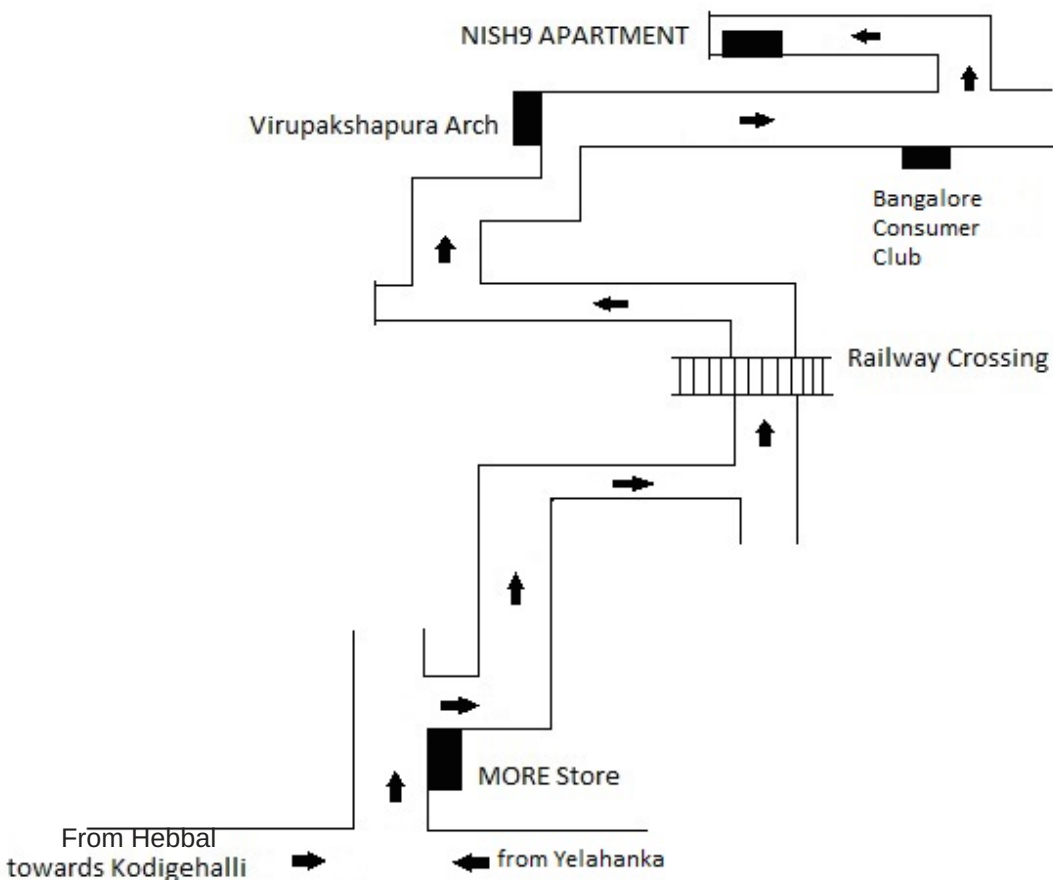 NISH9 APARTMENT
Virupakshapura Arch
Bangalore
Consumer
Club
Railway Crossing
MORE Store
From Hebbal
towards Kodigehalli
from Yelahanka